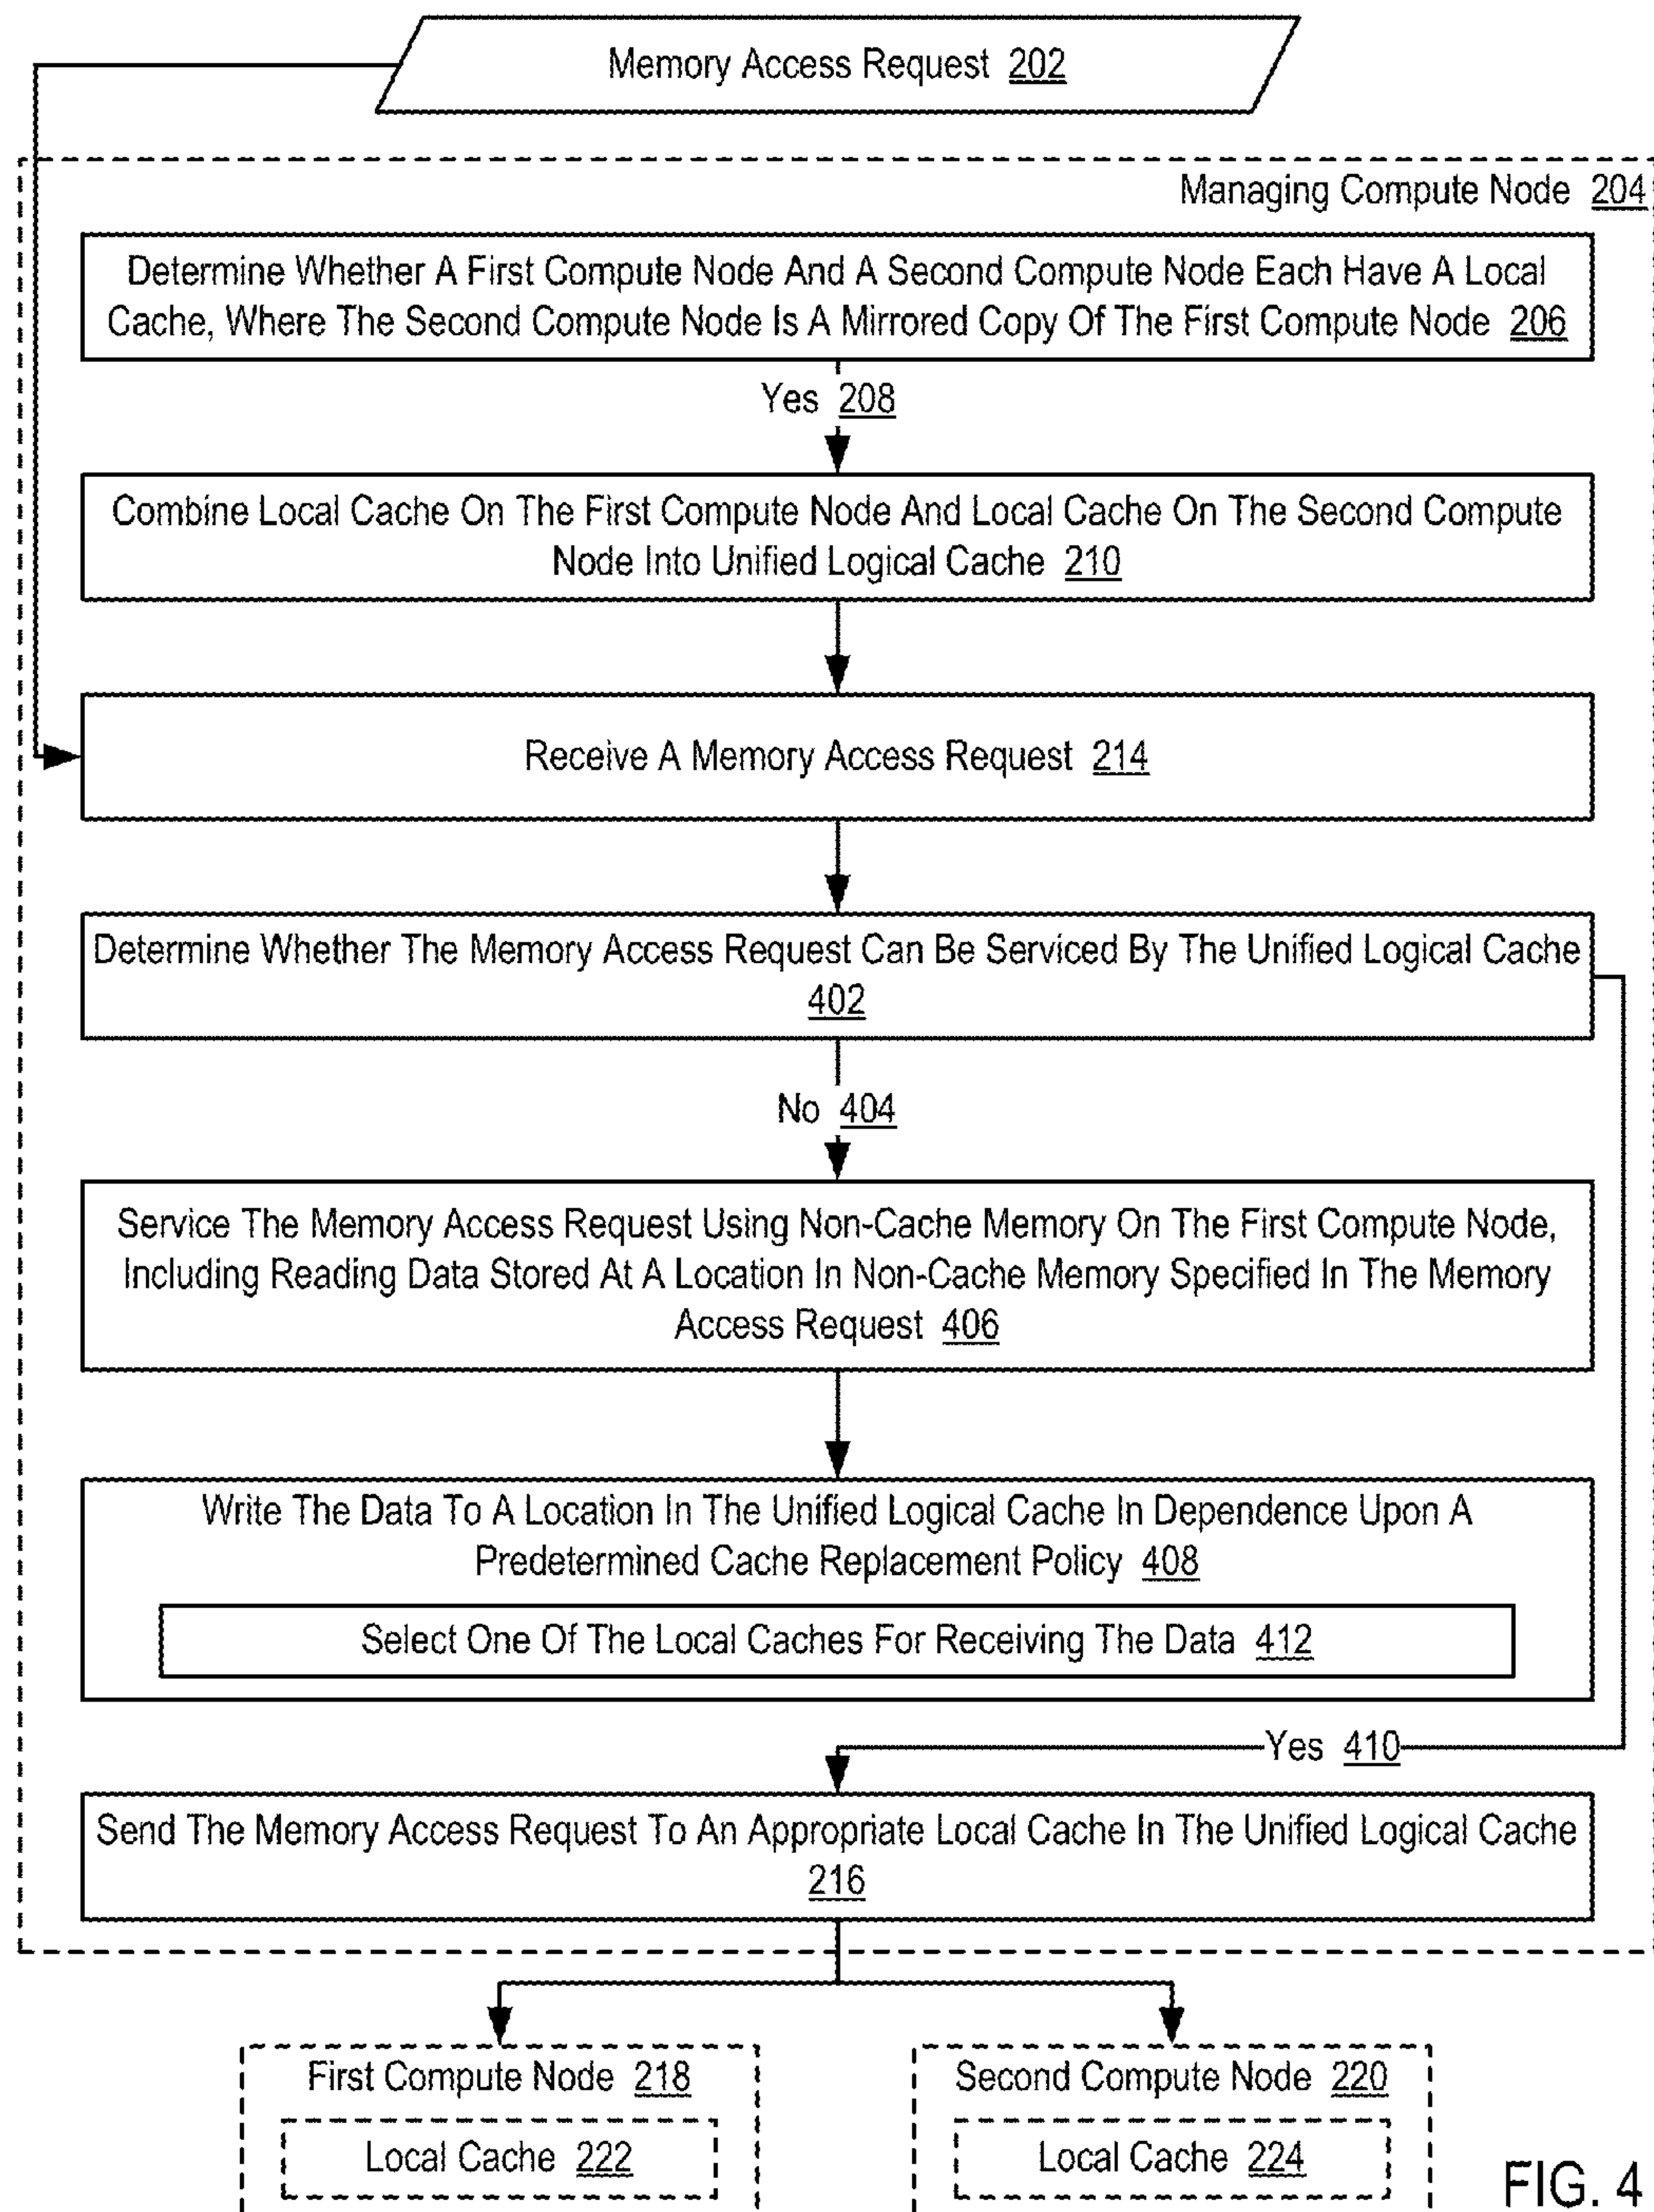 Memory Access Request 202
Managing Compute Node 204
Determine Whether A First Compute Node And A Second Compute Node Each Have A Local
Cache, Where The Second Compute Node Is A Mirrored Copy Of The First Compute Node 206
Yes 208
Combine Local Cache On The First Compute Node And Local Cache On The Second Compute
Node Into Unified Logical Cache 210
Receive A Memory Access Request 214
Determine Whether The Memory Access Request Can Be Serviced By The Unified Logical Cache
402
No 404
Service The Memory Access Request Using Non-Cache Memory On The First Compute Node,
Including Reading Data Stored At A Location In Non-Cache Memory Specified In The Memory
Access Request 406
Write The Data To A Location In The Unified Logical Cache In Dependence Upon A
Predetermined Cache Replacement Policy 408
Select One Of The Local Caches For Receiving The Data 412
Yes 410
Send The Memory Access Request To An Appropriate Local Cache In The Unified Logical Cache
216
First Compute Node 218
Local Cache 222
Second Compute Node 220
Local Cache 224
FIG. 4